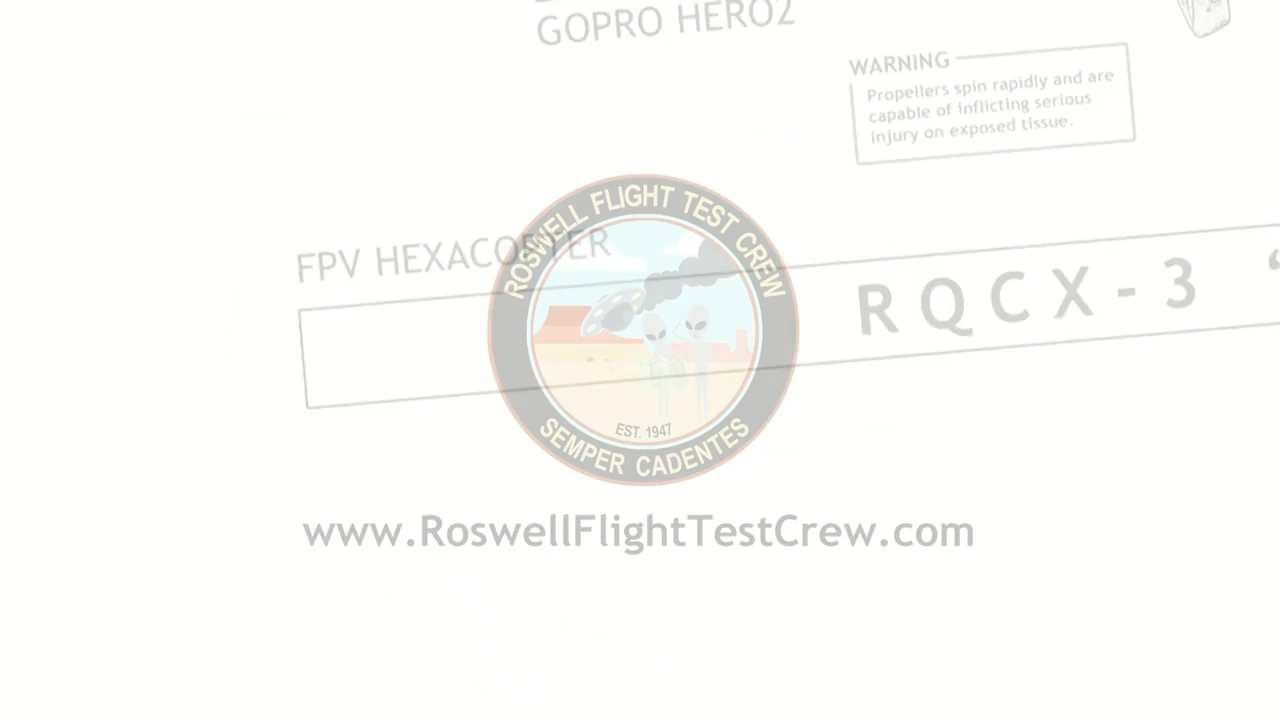 GOPRO HERO2
WARNING
Propellers spin rapidly and are
capable of inflicting serious
injury on exposed tissue.
ROSWELL FLIGHT TEST CREW
FPV HEXACOPTER
RQCX-3 “
EST. 1947
SEMPER CADENTES
www.RoswellFlightTestCrew.com